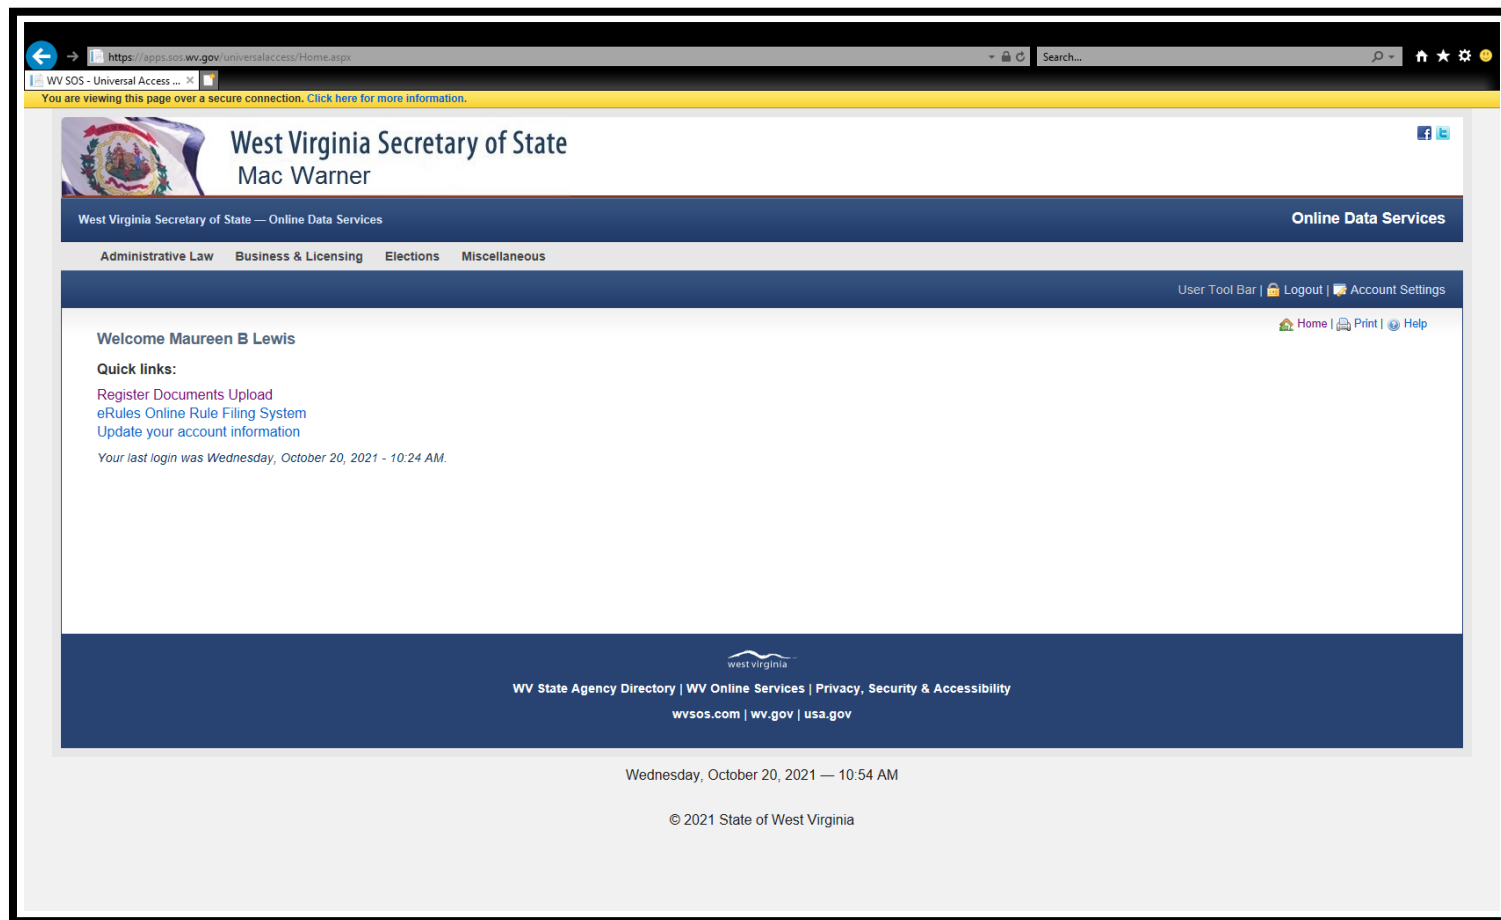 https://apps.sos.wv.gov/universalaccess/Home.aspx
Search...
WV SOS - Universal Access ...
You are viewing this page over a secure connection. Click here for more information.
West Virginia Secretary of State
Mac Warner
West Virginia Secretary of State — Online Data Services
Online Data Services
Administrative Law Business & Licensing Elections Miscellaneous
User Tool Bar | Logout | Account Settings
Home | Print | Help
Welcome Maureen B Lewis
Quick links:
Register Documents Upload
eRules Online Rule Filing System
Update your account information
Your last login was Wednesday, October 20, 2021 - 10:24 AM.
west virginia
WV State Agency Directory | WV Online Services | Privacy, Security & Accessibility
wvsos.com | wv.gov | usa.gov
Wednesday, October 20, 2021 — 10:54 AM
© 2021 State of West Virginia